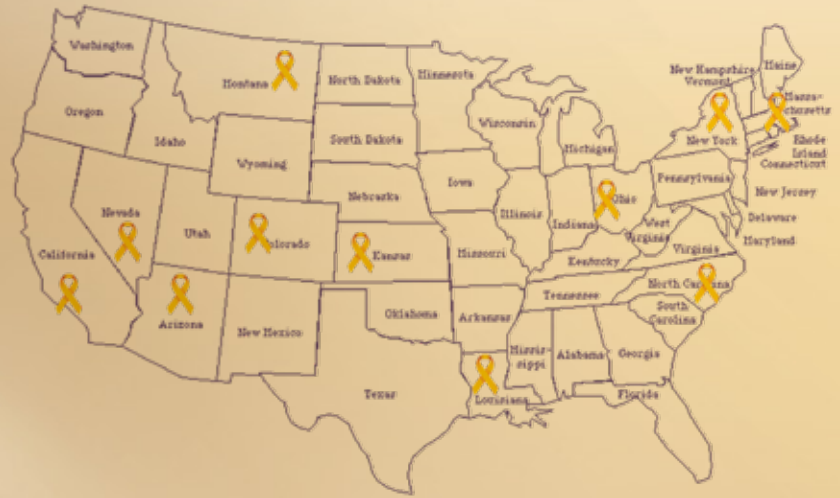 Washington
Montana
North Dakota
Minnesota
New Hampshire
Vermont
Maine
Massa-
chusetts
Oregon
Idaho
South Dakota
Wisconsin
Michigan
New York
Rhode
Island
Connecticut
Wyoming
Nebraska
Iowa
Pennsylvania
New Jersey
Nevada
Utah
Colorado
Kansas
Illinois
Indiana
Ohio
West
Virginia
Virginia
Delaware
Maryland
California
Missouri
Kentucky
Arizona
New Mexico
Oklahoma
Arkansas
Tennessee
North Carolina
South
Carolina
Texas
Louisiana
Missis-
sippi
Alabama
Georgia
Florida